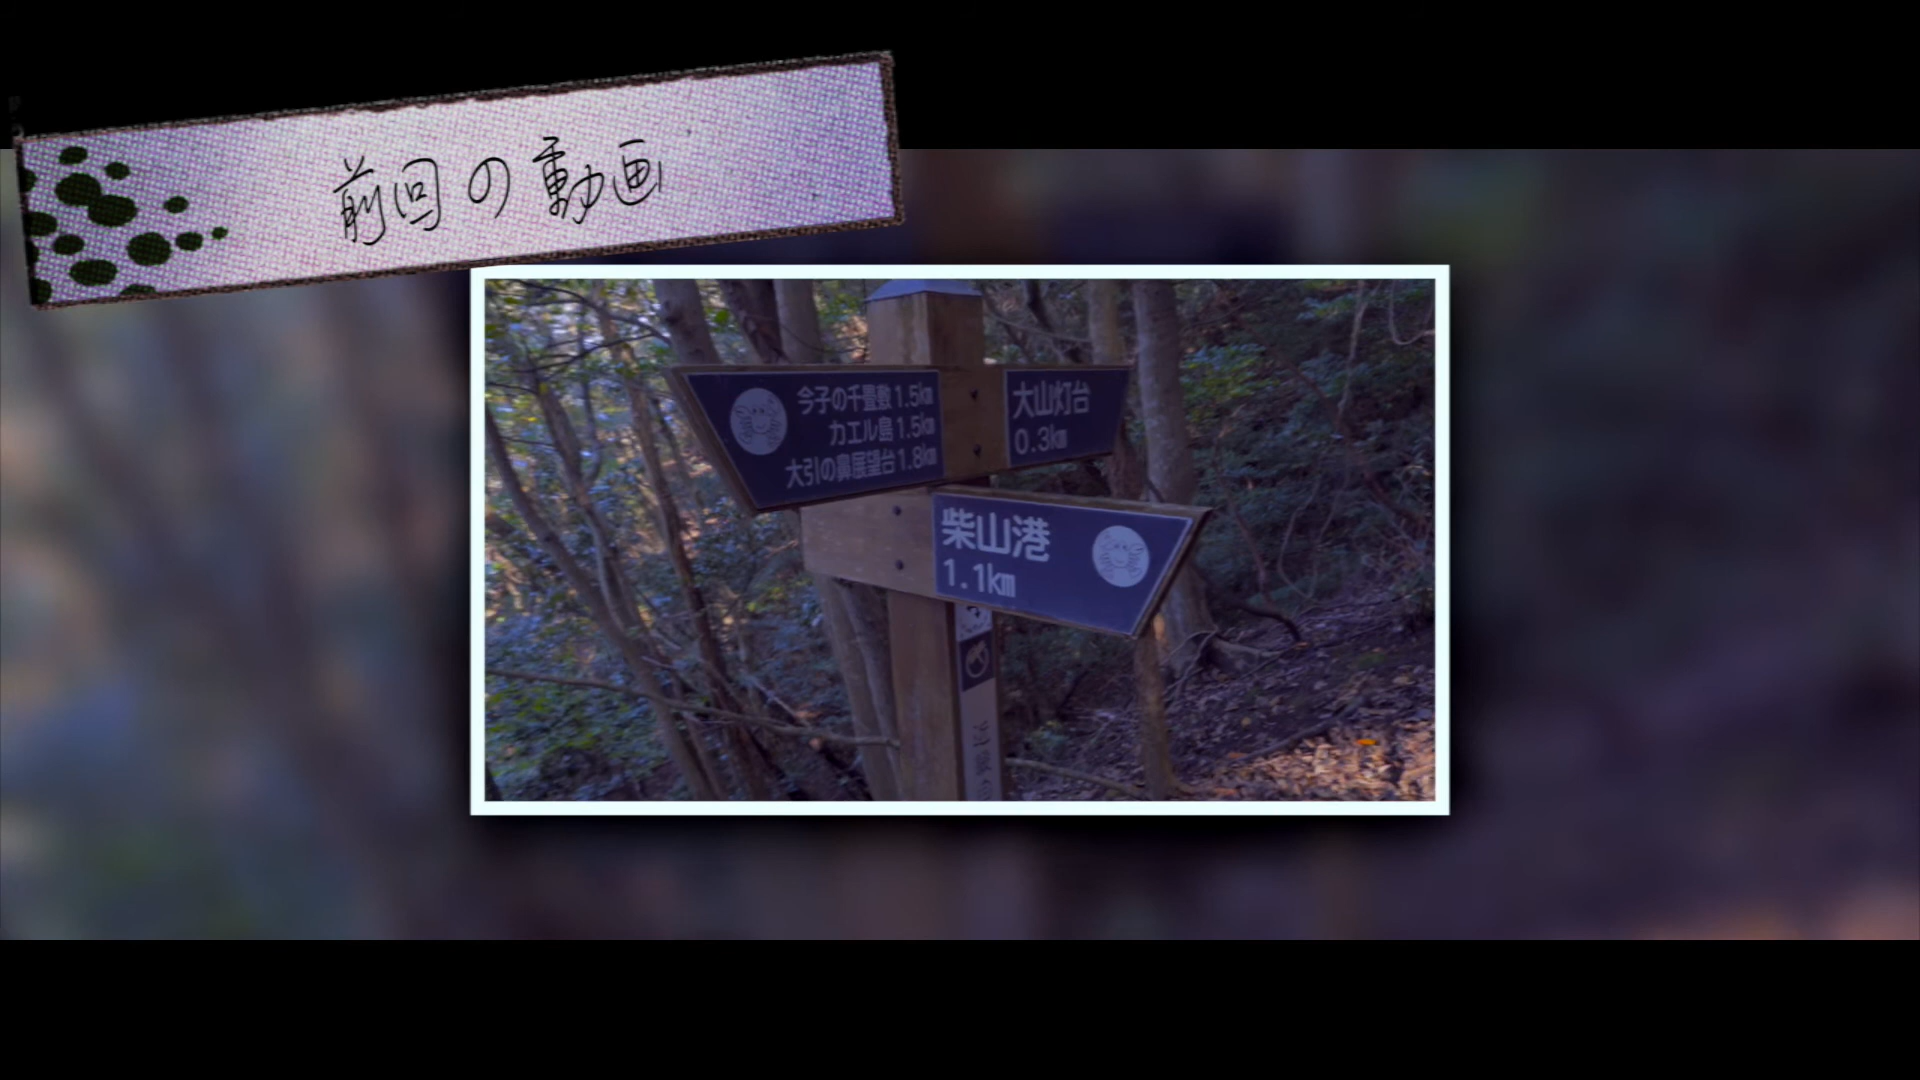 前回の動画
今子の千畳敷1.5km
カエル島1.5km
大引の鼻展望台1.8km
大山灯台
0.3km
柴山港
1.1km